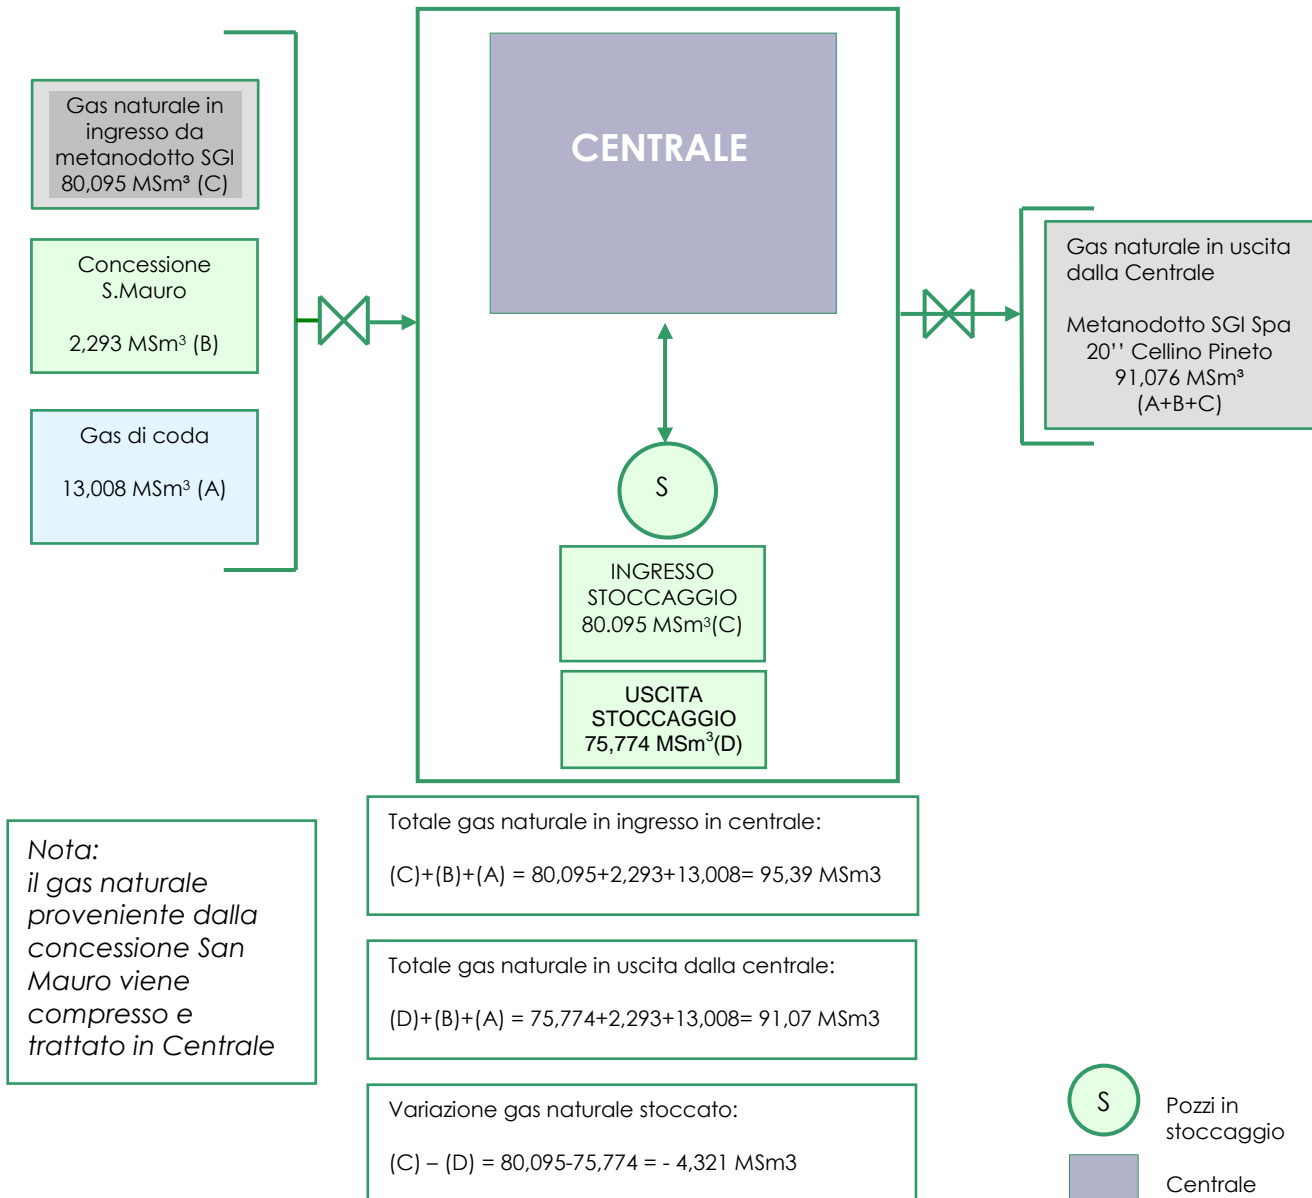 Gas naturale in
ingresso da
metanodotto SGI
80,095 MSm³ (C)
Concessione
S.Mauro
2,293 MSm³ (B)
Gas di coda
13,008 MSm³ (A)
CENTRALE
S
INGRESSO
STOCCAGGIO
80.095 MSm³(C)
USCITA
STOCCAGGIO
75,774 MSm³(D)
Gas naturale in uscita
dalla Centrale
Metanodotto SGI Spa
20'' Cellino Pineto
91,076 MSm³
(A+B+C)
Nota:
il gas naturale
proveniente dalla
concessione San
Mauro viene
compresso e
trattato in Centrale
Totale gas naturale in ingresso in centrale:
(C)+(B)+(A) = 80,095+2,293+13,008= 95,39 MSm3
Totale gas naturale in uscita dalla centrale:
(D)+(B)+(A) = 75,774+2,293+13,008= 91,07 MSm3
Variazione gas naturale stoccato:
(C) – (D) = 80,095-75,774 = - 4,321 MSm3
S
Pozzi in
stoccaggio
Centrale